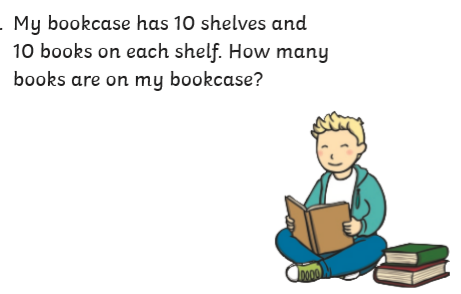 . My bookcase has 10 shelves and
10 books on each shelf. How many
books are on my bookcase?